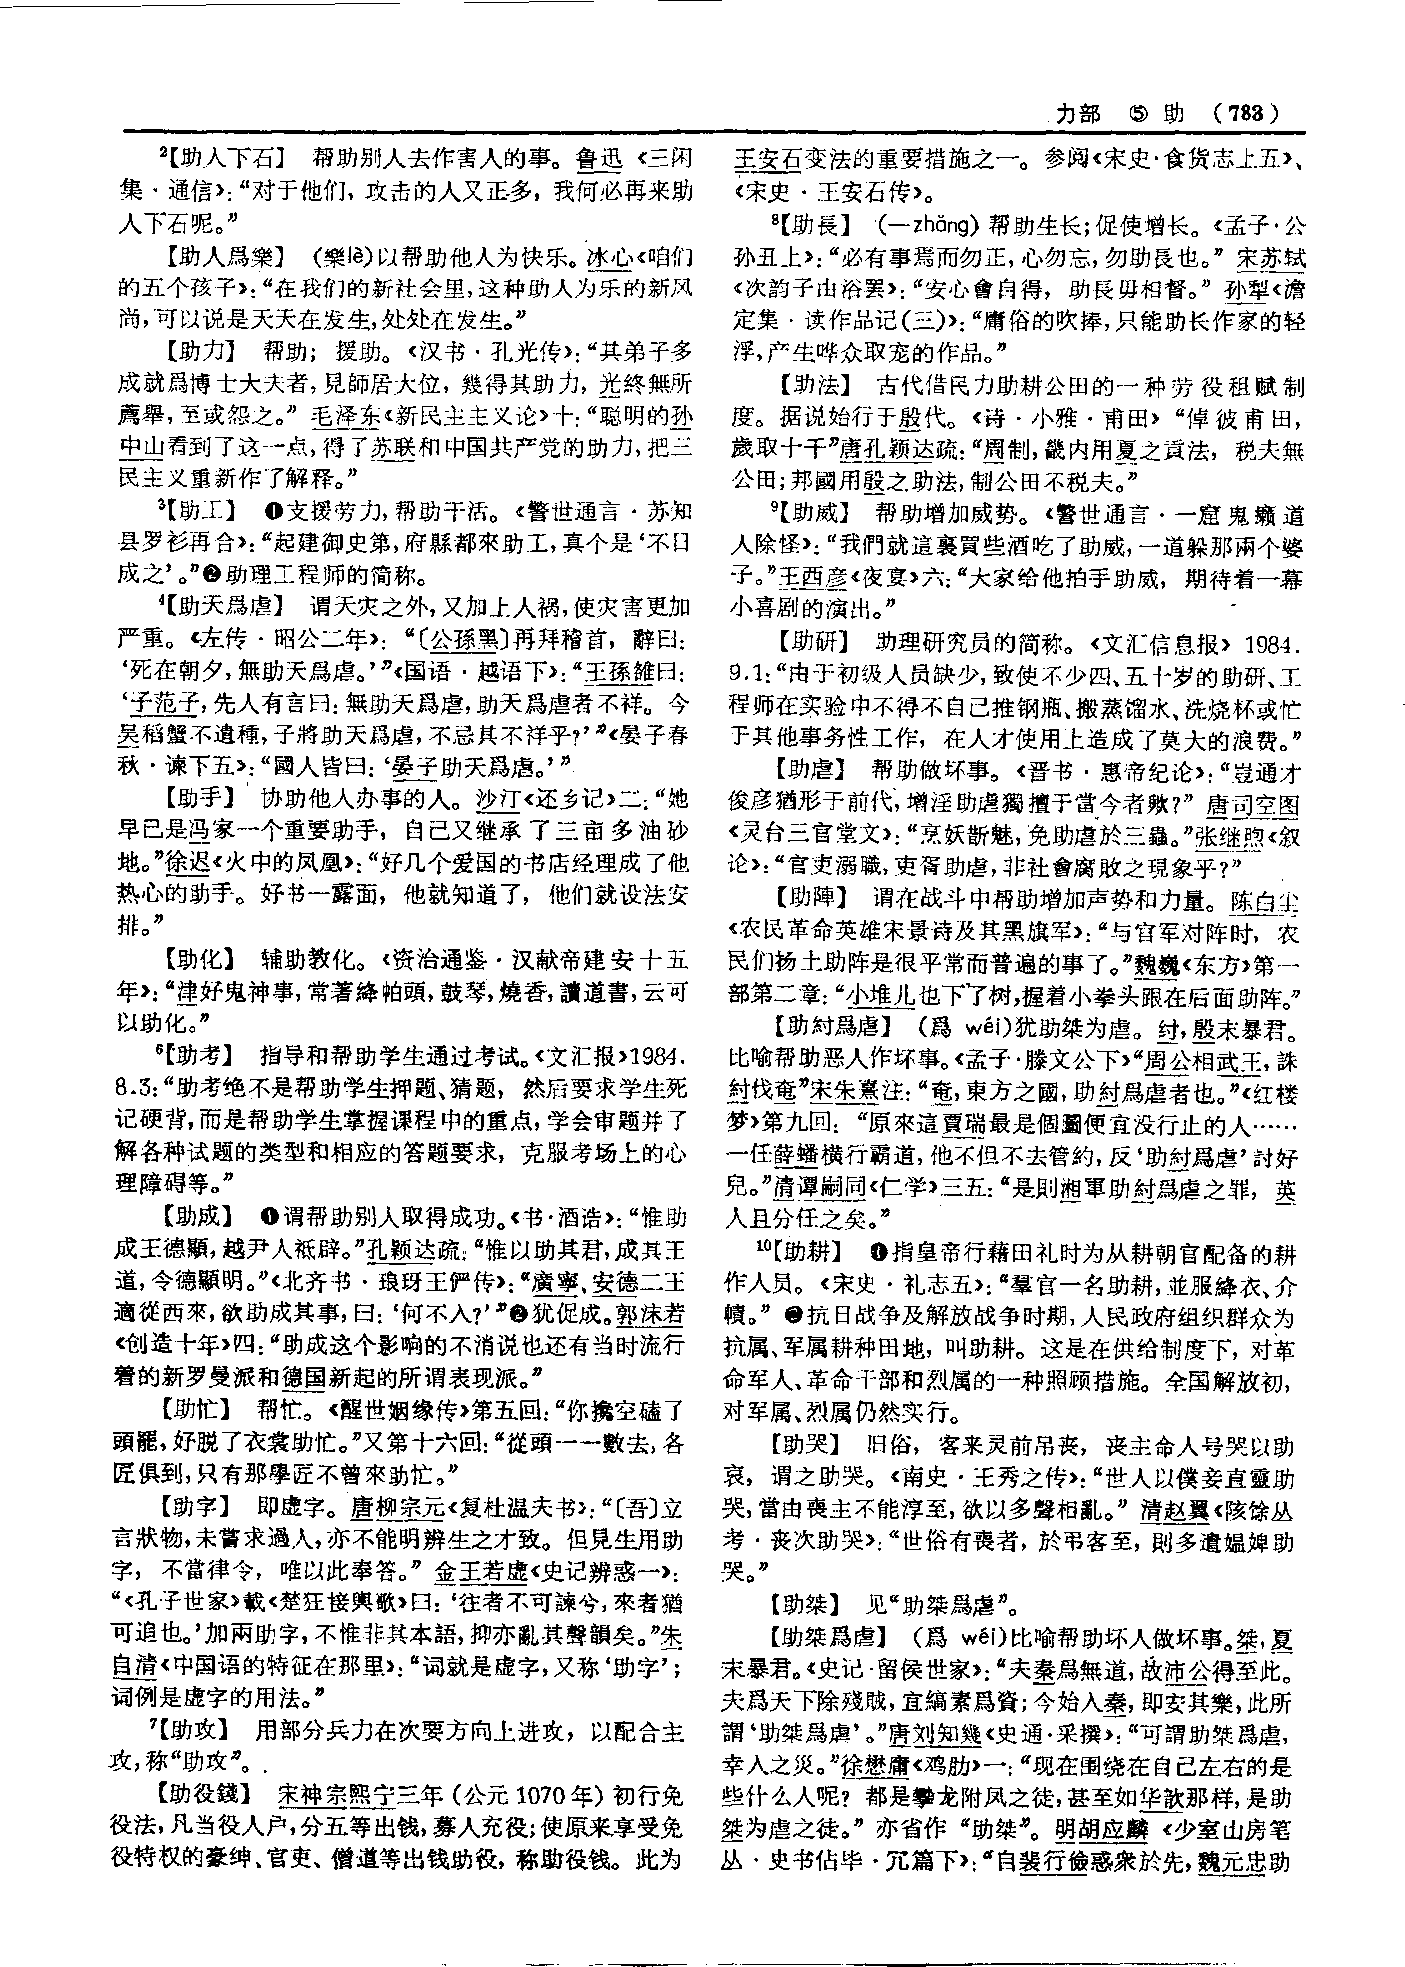 力部 ⑤ 助 （783）
²【助人下石】 帮助别人去作害人的事。鲁迅《三闲
集·通信》：“对于他们，攻击的人又正多，我何必再来助
人下石呢。”
【助人爲樂】 （樂lè）以帮助他人为快乐。冰心《咱们
的五个孩子》：“在我们的新社会里，这种助人为乐的新风
尚，可以说是天天在发生，处处在发生。”
【助力】 帮助；援助。《汉书·孔光传》：“其弟子多
成就爲博士大夫者，見師居大位，幾得其助力，光終無所
薦舉，至或怨之。”毛泽东《新民主主义论》十：“聪明的孙
中山看到了这一点，得了苏联和中国共产党的助力，把三
民主义重新作了解释。”
³【助工】 ❶支援劳力，帮助干活。《警世通言·苏知
县罗衫再合》：“起建御史第，府縣都來助工，真个是‘不日
成之’。”❷助理工程师的简称。
⁴【助天爲虐】 谓天灾之外，又加上人祸，使灾害更加
严重。《左传·昭公二年》：“〔公孫黑〕再拜稽首，辭曰：
‘死在朝夕，無助天爲虐。’”《国语·越语下》：“王孫雒曰：
‘子范子，先人有言曰：無助天爲虐，助天爲虐者不祥。今
吴稻蟹不遺種，子將助天爲虐，不忌其不祥乎？’”《晏子春
秋·谏下五》：“國人皆曰：‘晏子助天爲虐。’”
【助手】 协助他人办事的人。沙汀《还乡记》二：“她
早已是冯家一个重要助手，自己又继承了三亩多油砂
地。”徐迟《火中的凤凰》：“好几个爱国的书店经理成了他
热心的助手。好书一露面，他就知道了，他们就设法安
排。”
【助化】 辅助教化。《资治通鉴·汉献帝建安十五
年》：“津好鬼神事，常著絳帕頭，鼓琴，燒香，讀道書，云可
以助化。”
⁶【助考】 指导和帮助学生通过考试。《文汇报》1984.
8.3：“助考绝不是帮助学生押题、猜题，然后要求学生死
记硬背，而是帮助学生掌握课程中的重点，学会审题并了
解各种试题的类型和相应的答题要求，克服考场上的心
理障碍等。”
【助成】 ❶谓帮助别人取得成功。《书·酒诰》：“惟助
成王德顯，越尹人祗辟。”孔颖达疏：“惟以助其君，成其王
道，令德顯明。”《北齐书·琅玡王俨传》：“廣寧、安德二王
適從西來，欲助成其事，曰：‘何不入？’”❷犹促成。郭沫若
《创造十年》四：“助成这个影响的不消说也还有当时流行
着的新罗曼派和德国新起的所谓表现派。”
【助忙】 帮忙。《醒世姻缘传》第五回：“你攙空磕了
頭罷，好脱了衣裳助忙。”又第十六回：“從頭一一數去，各
匠俱到，只有那學匠不曾來助忙。”
【助字】 即虚字。唐柳宗元《复杜温夫书》：“〔吾〕立
言狀物，未嘗求過人，亦不能明辨生之才致。但見生用助
字，不當律令，唯以此奉答。”金王若虚《史记辨惑一》：
“《孔子世家》載《楚狂接輿歌》曰：‘往者不可諫兮，來者猶
可追也。’加兩助字，不惟非其本語，抑亦亂其聲韻矣。”朱
自清《中国语的特征在那里》：“词就是虚字，又称‘助字’；
词例是虚字的用法。”
⁷【助攻】 用部分兵力在次要方向上进攻，以配合主
攻，称“助攻”。
【助役錢】 宋神宗熙宁三年（公元1070年）初行免
役法，凡当役人户，分五等出钱，募人充役；使原来享受免
役特权的豪绅、官吏、僧道等出钱助役，称助役钱。此为
王安石变法的重要措施之一。参阅《宋史·食货志上五》、
《宋史·王安石传》。
⁸【助長】 （—zhǎng）帮助生长；促使增长。《孟子·公
孙丑上》：“必有事焉而勿正，心勿忘，勿助長也。”宋苏轼
《次韵子由浴罢》：“安心會自得，助長毋相督。”孙犁《澹
定集·读作品记（三）》：“庸俗的吹捧，只能助长作家的轻
浮，产生哗众取宠的作品。”
【助法】 古代借民力助耕公田的一种劳役租赋制
度。据说始行于殷代。《诗·小雅·甫田》“倬彼甫田，
歲取十千”唐孔颖达疏：“周制，畿内用夏之貢法，税夫無
公田；邦國用殷之助法，制公田不税夫。”
⁹【助威】 帮助增加威势。《警世通言·一窟鬼癞道
人除怪》：“我們就這裏買些酒吃了助威，一道躲那兩个婆
子。”王西彦《夜宴》六：“大家给他拍手助威，期待着一幕
小喜剧的演出。”
【助研】 助理研究员的简称。《文汇信息报》1984.
9.1：“由于初级人员缺少，致使不少四、五十岁的助研、工
程师在实验中不得不自己推钢瓶、搬蒸馏水、洗烧杯或忙
于其他事务性工作，在人才使用上造成了莫大的浪费。”
【助虐】 帮助做坏事。《晋书·惠帝纪论》：“豈通才
俊彦猶形于前代，增淫助虐獨擅于當今者歟？”唐司空图
《灵台三官堂文》：“烹妖斮魅，免助虐於三蟲。”张继煦《叙
论》：“官吏溺職，吏胥助虐，非社會腐敗之現象乎？”
【助陣】 谓在战斗中帮助增加声势和力量。陈白尘
《农民革命英雄宋景诗及其黑旗军》：“与官军对阵时，农
民们扬土助阵是很平常而普遍的事了。”魏巍《东方》第一
部第二章：“小堆儿也下了树，握着小拳头跟在后面助阵。”
【助紂爲虐】 （爲 wéi）犹助桀为虐。纣，殷末暴君。
比喻帮助恶人作坏事。《孟子·滕文公下》“周公相武王，誅
紂伐奄”宋朱熹注：“奄，東方之國，助紂爲虐者也。”《红楼
梦》第九回：“原來這賈瑞最是個圖便宜没行止的人……
一任薛蟠横行霸道，他不但不去管約，反‘助紂爲虐’討好
兒。”清谭嗣同《仁学》三五：“是則湘軍助紂爲虐之罪，英
人且分任之矣。”
¹⁰【助耕】 ❶指皇帝行藉田礼时为从耕朝官配备的耕
作人员。《宋史·礼志五》：“羣官一名助耕，並服絳衣、介
幘。”❷抗日战争及解放战争时期，人民政府组织群众为
抗属、军属耕种田地，叫助耕。这是在供给制度下，对革
命军人、革命干部和烈属的一种照顾措施。全国解放初，
对军属、烈属仍然实行。
【助哭】 旧俗，客来灵前吊丧，丧主命人号哭以助
哀，谓之助哭。《南史·王秀之传》：“世人以僕妾直靈助
哭，當由喪主不能淳至，欲以多聲相亂。”清赵翼《陔馀丛
考·丧次助哭》：“世俗有喪者，於弔客至，則多遣媪婢助
哭。”
【助桀】 见“助桀爲虐”。
【助桀爲虐】 （爲 wéi）比喻帮助坏人做坏事。桀，夏
末暴君。《史记·留侯世家》：“夫秦爲無道，故沛公得至此。
夫爲天下除殘賊，宜縞素爲資；今始入秦，即安其樂，此所
謂‘助桀爲虐’。”唐刘知幾《史通·采撰》：“可謂助桀爲虐，
幸人之災。”徐懋庸《鸡肋》一：“现在围绕在自己左右的是
些什么人呢？都是攀龙附凤之徒，甚至如华歆那样，是助
桀为虐之徒。”亦省作“助桀”。明胡应麟《少室山房笔
丛·史书佔毕·冗篇下》：“自裴行儉惑衆於先，魏元忠助